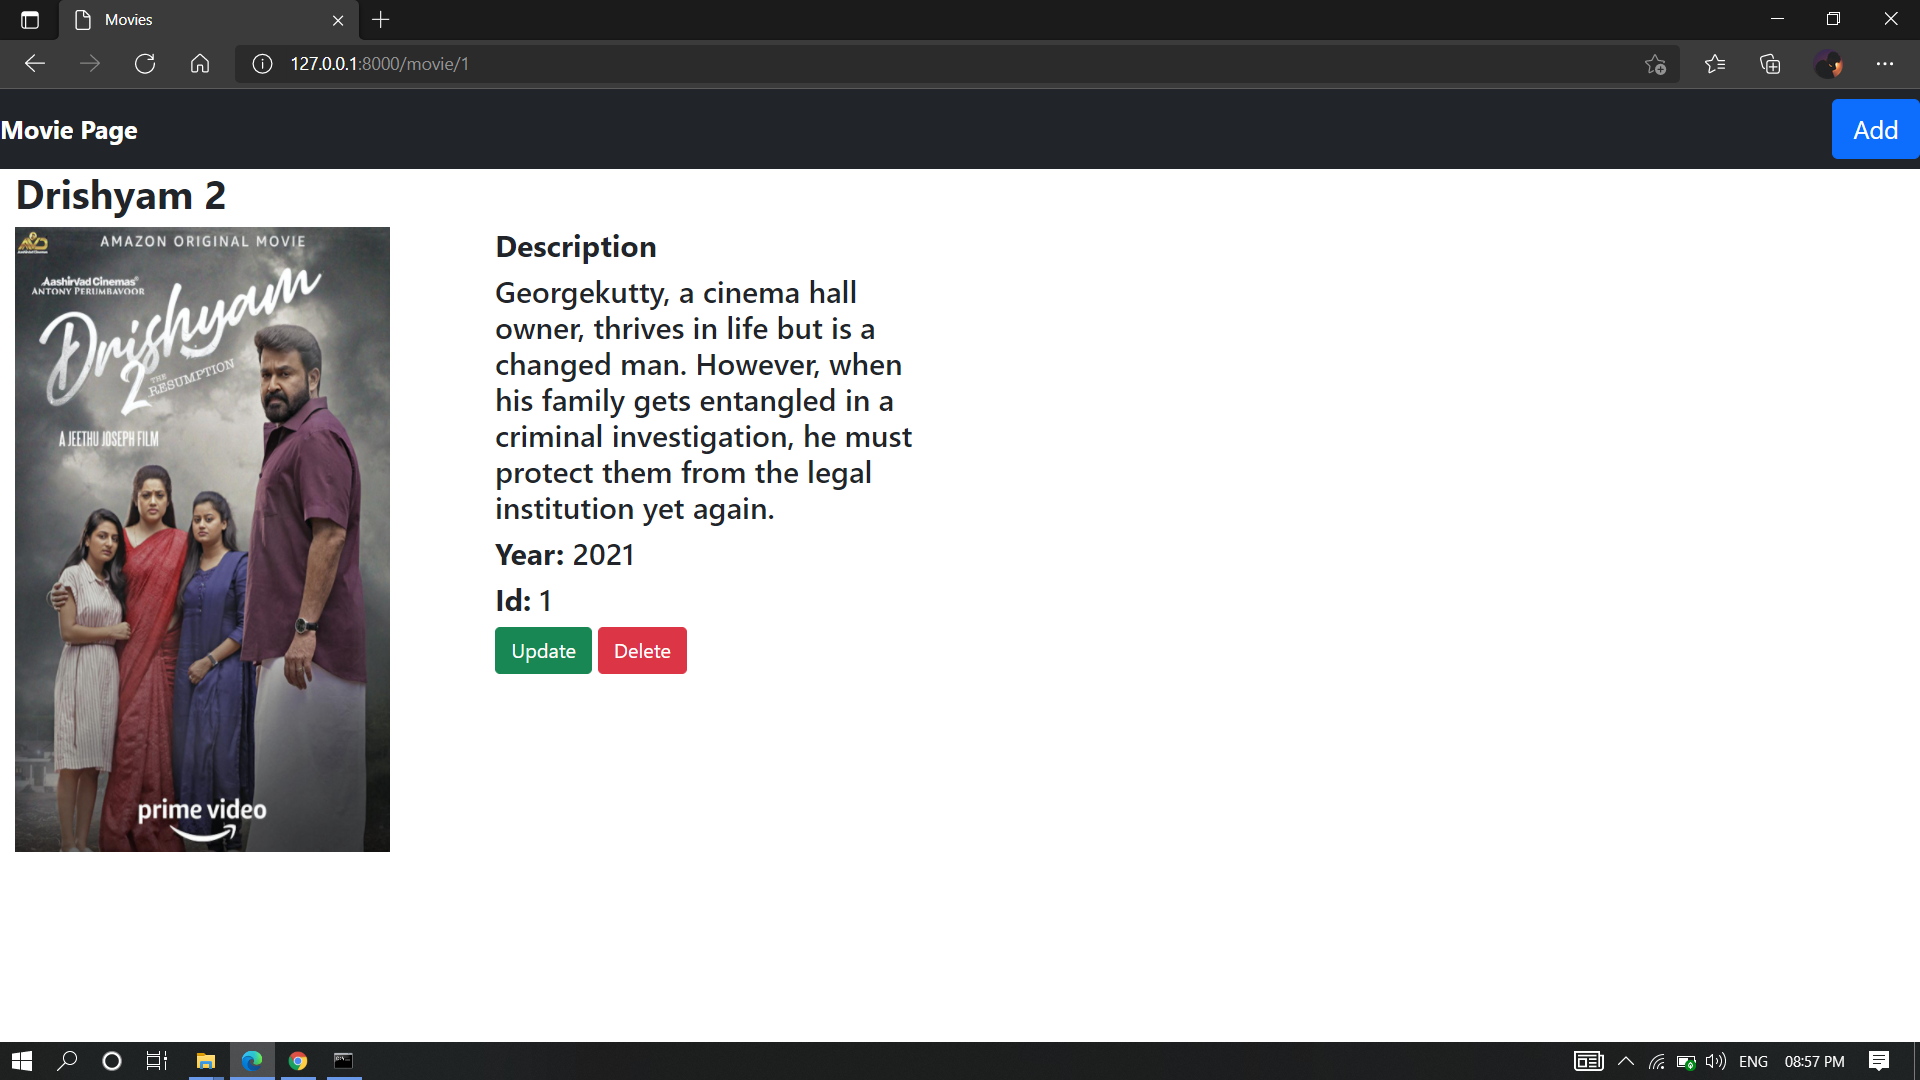 Movies
127.0.0.1:8000/movie/1
Movie Page
Add
Drishyam 2
AMAZON ORIGINAL MOVIE
Aashirvad Cinemas
ANTONY PERUMBAVOOR
Drishyam
2 THE RESUMPTION
A JEETHU JOSEPH FILM
prime video
Description
Georgekutty, a cinema hall
owner, thrives in life but is a
changed man. However, when
his family gets entangled in a
criminal investigation, he must
protect them from the legal
institution yet again.
Year: 2021
Id: 1
Update Delete
ENG
08:57 PM